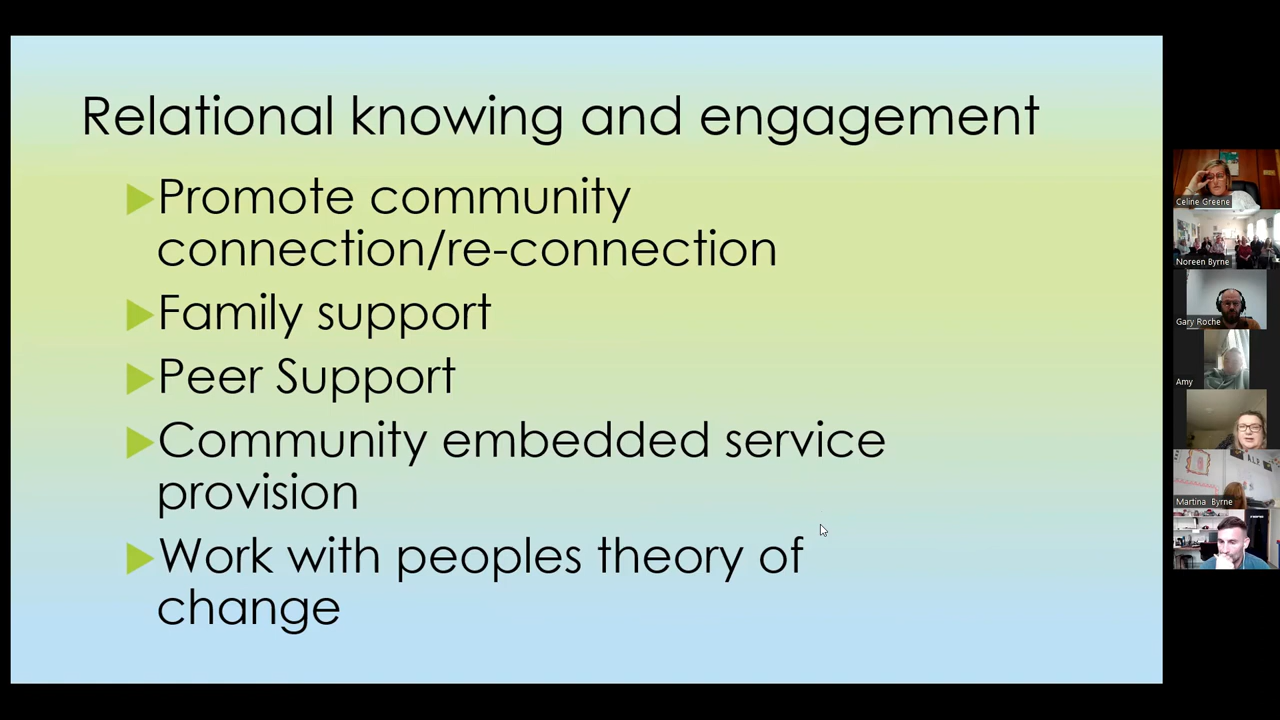 Relational knowing and engagement
Promote community
connection/re-connection
Family support
Peer Support
Community embedded service
provision
Work with peoples theory of
change
Celine Greene
Noreen Byrne
Gary Roche
Amy
Martina Byrne